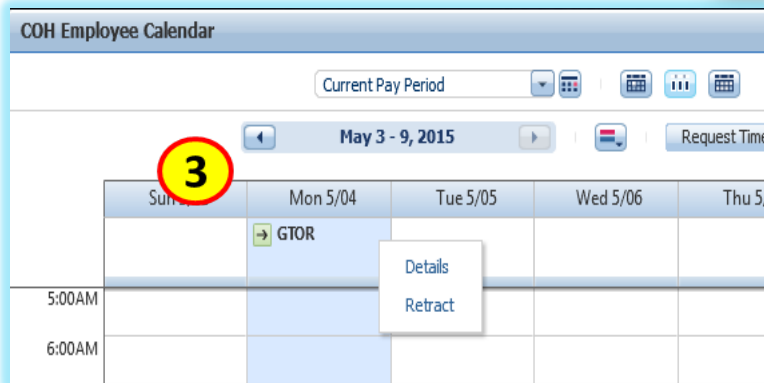 COH Employee Calendar
Current Pay Period
May 3 - 9, 2015
Request Time
3
Mon 5/04
Tue 5/05
Wed 5/06
GTOR
Details
Retract
5:00AM
6:00AM